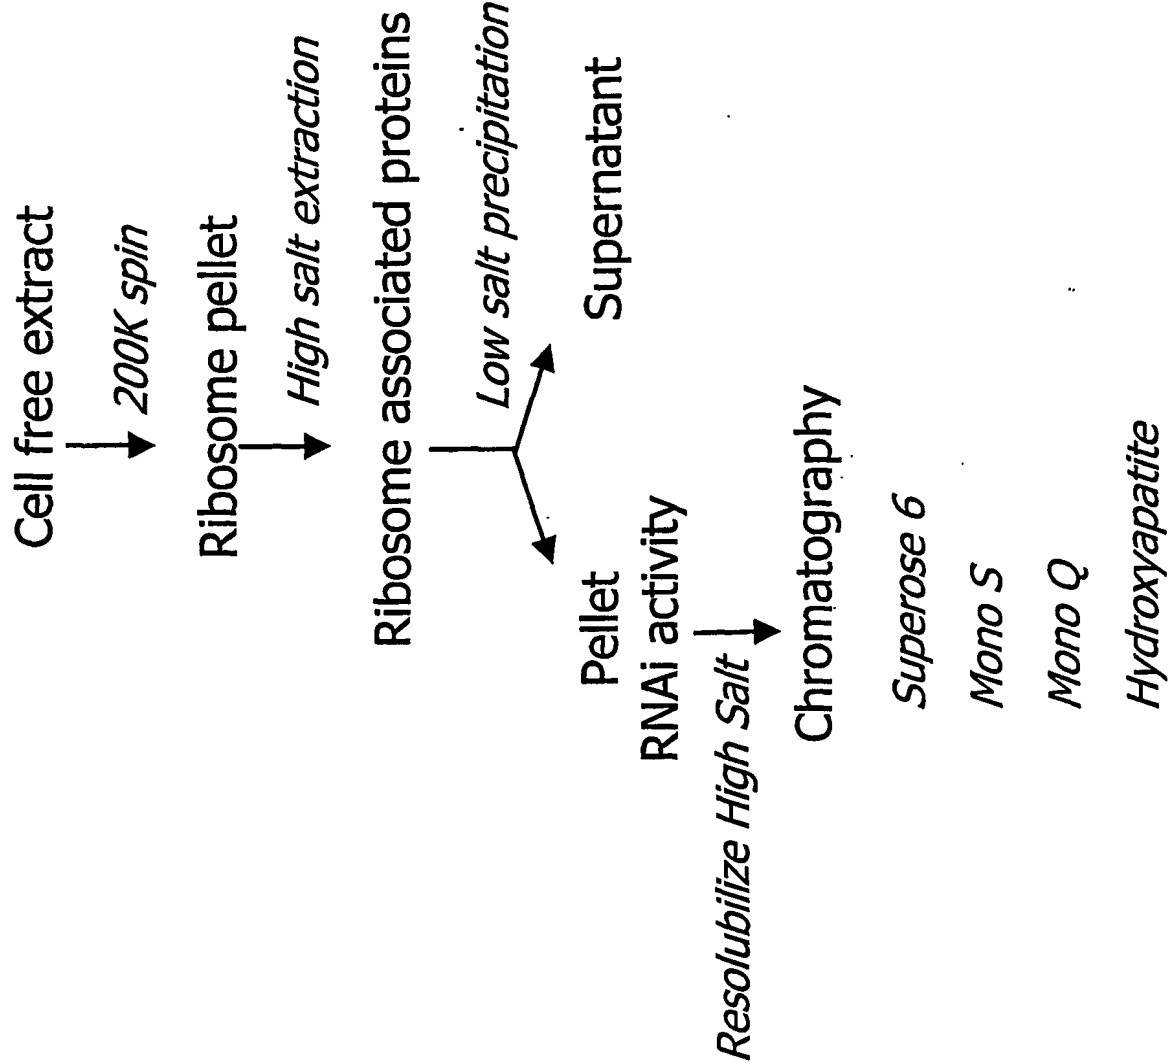 Cell free extract
200K spin
Ribosome pellet
High salt extraction
Ribosome associated proteins
Low salt precipitation
Pellet
Supernatant
RNAi activity
Resolubilize High Salt
Chromatography
Superose 6
Mono S
Mono Q
Hydroxyapatite